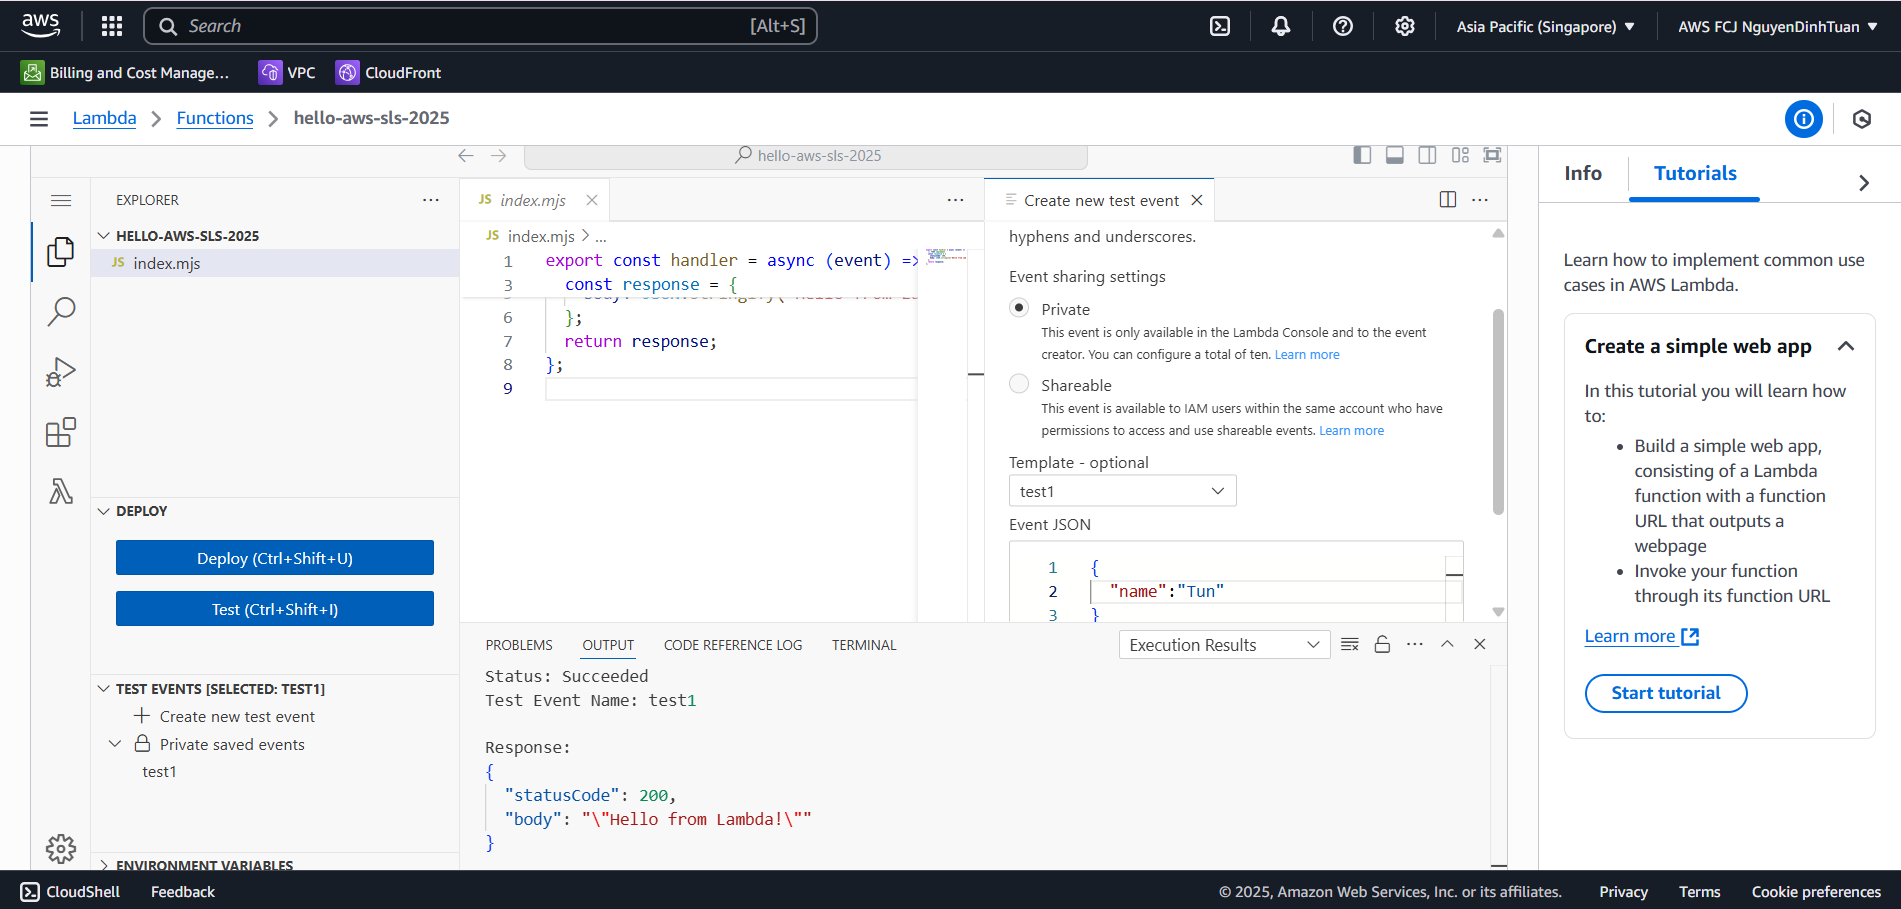 aws
Search
[Alt+S]
Asia Pacific (Singapore)
AWS FCJ NguyenDinhTuan
Billing and Cost Manage...
VPC
CloudFront
Lambda
Functions
hello-aws-sls-2025
hello-aws-sls-2025
EXPLORER
HELLO-AWS-SLS-2025
JS index.mjs
DEPLOY
Deploy (Ctrl+Shift+U)
Test (Ctrl+Shift+I)
TEST EVENTS [SELECTED: TEST1]
Create new test event
Private saved events
test1
ENVIRONMENT VARIABLES
JS index.mjs
JS index.mjs > ...
1 export const handler = async (event) =>
3 const response = {
6 };
7 return response;
8 };
9
Create new test event
hyphens and underscores.
Event sharing settings
Private
This event is only available in the Lambda Console and to the event
creator. You can configure a total of ten. Learn more
Shareable
This event is available to IAM users within the same account who have
permissions to access and use shareable events. Learn more
Template - optional
test1
Event JSON
1 {
2 "name":"Tun"
3 }
PROBLEMS
OUTPUT
CODE REFERENCE LOG
TERMINAL
Execution Results
Status: Succeeded
Test Event Name: test1
Response:
{
"statusCode": 200,
"body": "\"Hello from Lambda!\""
}
Info
Tutorials
Learn how to implement common use
cases in AWS Lambda.
Create a simple web app
In this tutorial you will learn how
to:
• Build a simple web app,
consisting of a Lambda
function with a function
URL that outputs a
webpage
• Invoke your function
through its function URL
Learn more
Start tutorial
CloudShell
Feedback
© 2025, Amazon Web Services, Inc. or its affiliates.
Privacy
Terms
Cookie preferences